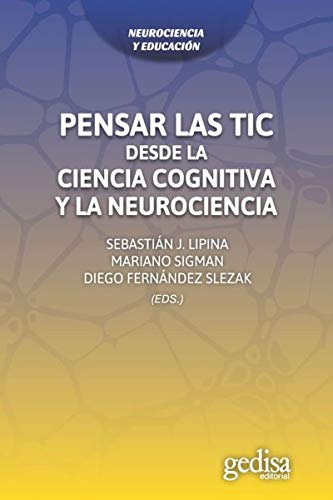 NEUROCIENCIA
Y EDUCACIÓN
PENSAR LAS TIC
DESDE LA
CIENCIA COGNITIVA
Y LA NEUROCIENCIA
SEBASTIÁN J. LIPINA
MARIANO SIGMAN
DIEGO FERNÁNDEZ SLEZAK
(EDS.)
gedisa
editorial